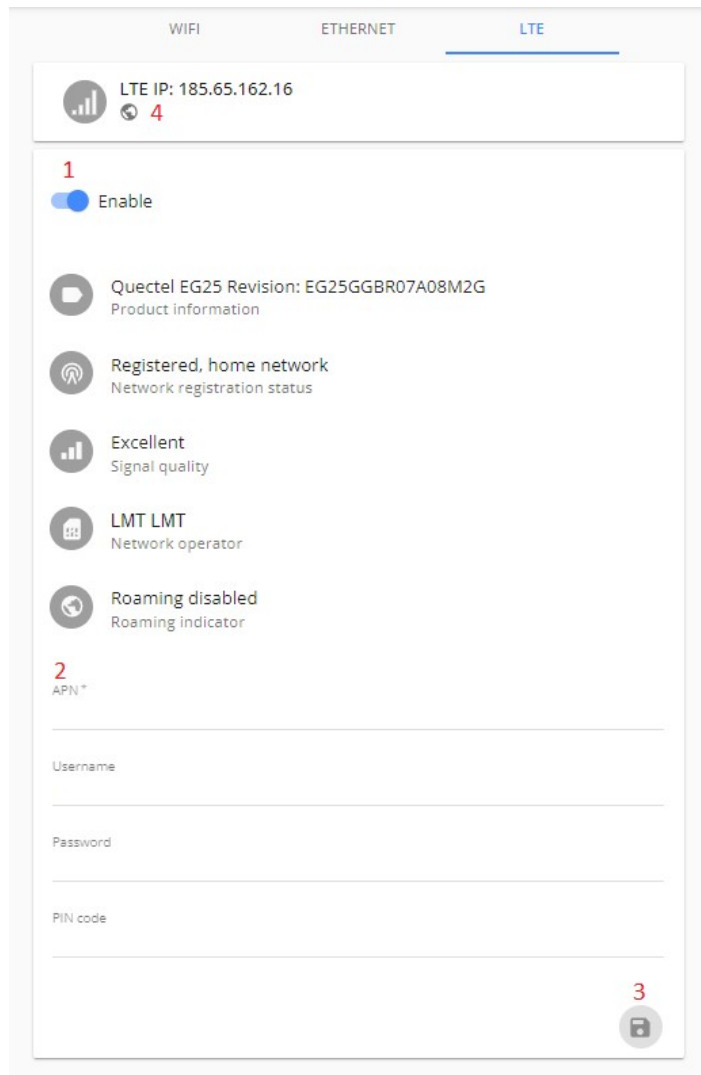 WIFI ETHERNET LTE
LTE IP: 185.65.162.16
4
1
Enable
Quectel EG25 Revision: EG25GGBR07A08M2G
Product information
Registered, home network
Network registration status
Excellent
Signal quality
LMT LMT
Network operator
Roaming disabled
Roaming indicator
2
APN *
Username
Password
PIN code
3